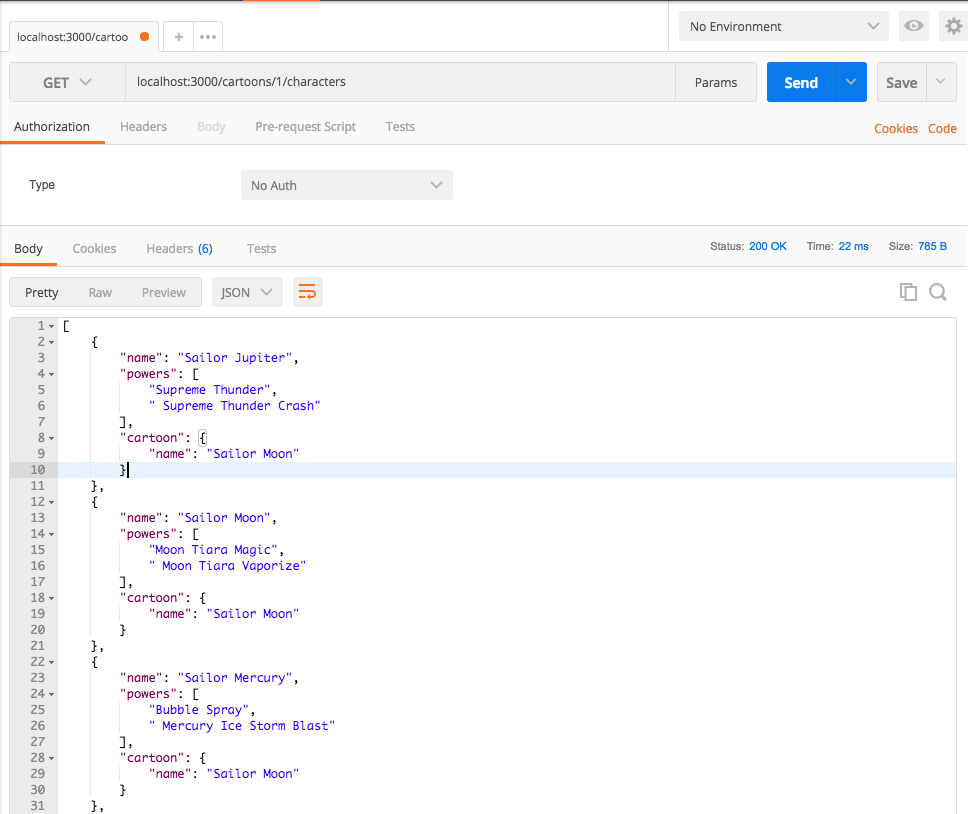 localhost:3000/cartoo
No Environment
GET localhost:3000/cartoons/1/characters Params Send Save
Authorization Headers Body Pre-request Script Tests Cookies Code
Type No Auth
Body Cookies Headers (6) Tests Status: 200 OK Time: 22 ms Size: 785 B
Pretty Raw Preview JSON
1 [
2 {
3 "name": "Sailor Jupiter",
4 "powers": [
5 "Supreme Thunder",
6 " Supreme Thunder Crash"
7 ],
8 "cartoon": {
9 "name": "Sailor Moon"
10 }
11 },
12 {
13 "name": "Sailor Moon",
14 "powers": [
15 "Moon Tiara Magic",
16 " Moon Tiara Vaporize"
17 ],
18 "cartoon": {
19 "name": "Sailor Moon"
20 }
21 },
22 {
23 "name": "Sailor Mercury",
24 "powers": [
25 "Bubble Spray",
26 " Mercury Ice Storm Blast"
27 ],
28 "cartoon": {
29 "name": "Sailor Moon"
30 }
31 },